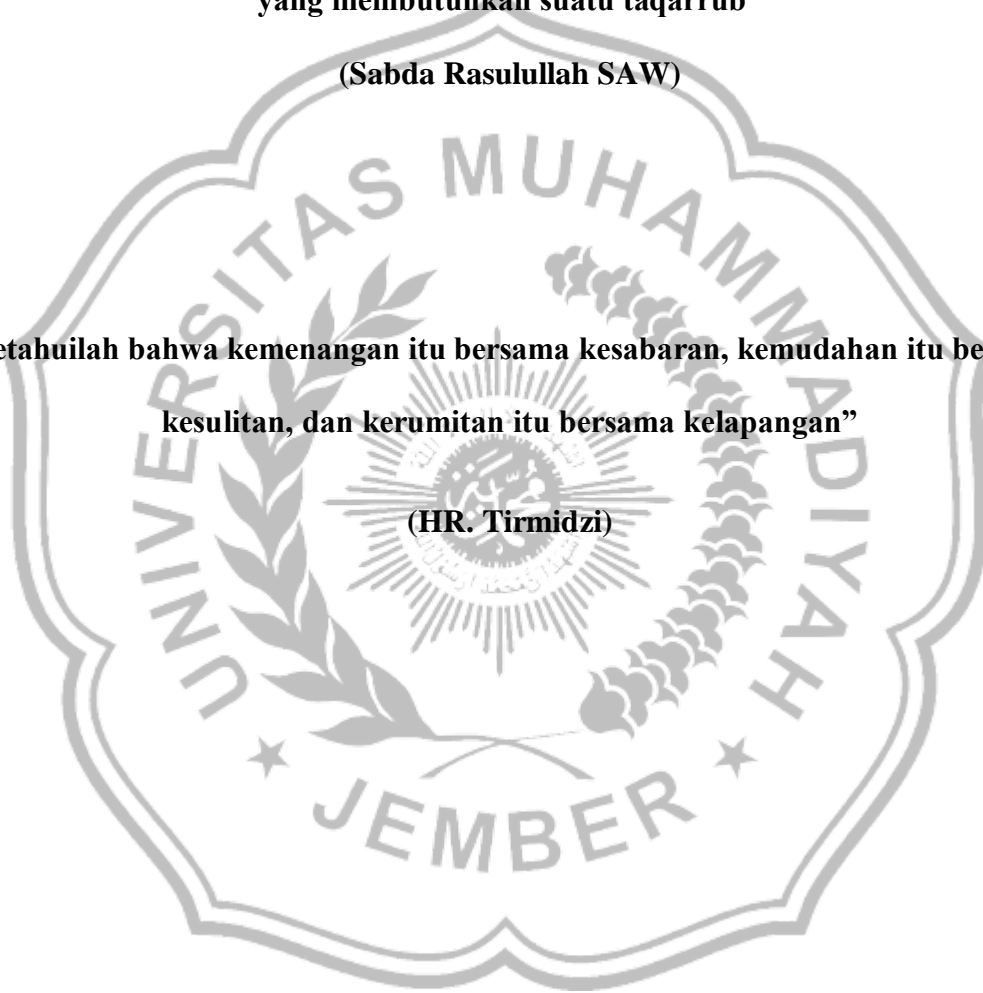 yang membutuhkan suatu taqarrub
(Sabda Rasulullah SAW)
etahuilah bahwa kemenangan itu bersama kesabaran, kemudahan itu be
kesulitan, dan kerumitan itu bersama kelapangan”
(HR. Tirmidzi)
UNIVERSITAS MUHAMMADIYAH
JEMBER